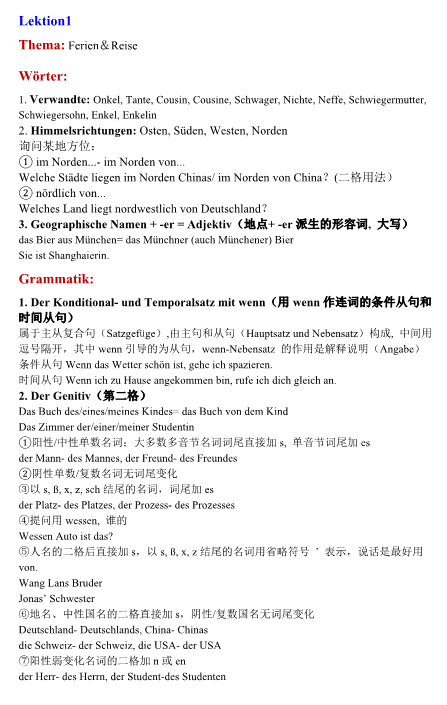 Lektion1
Thema: Ferien＆Reise
Wörter:
1. Verwandte: Onkel, Tante, Cousin, Cousine, Schwager, Nichte, Neffe, Schwiegermutter,
Schwiegersohn, Enkel, Enkelin
2. Himmelsrichtungen: Osten, Süden, Westen, Norden
询问某地方位：
① im Norden...- im Norden von...
Welche Städte liegen im Norden Chinas/ im Norden von China？(二格用法）
② nördlich von...
Welches Land liegt nordwestlich von Deutschland？
3. Geographische Namen + -er = Adjektiv（地点+ -er 派生的形容词, 大写）
das Bier aus München= das Münchner (auch Münchener) Bier
Sie ist Shanghaierin.
Grammatik:
1. Der Konditional- und Temporalsatz mit wenn（用 wenn 作连词的条件从句和
时间从句）
属于主从复合句（Satzgefüge）,由主句和从句（Hauptsatz und Nebensatz）构成, 中间用
逗号隔开，其中 wenn 引导的为从句，wenn-Nebensatz 的作用是解释说明（Angabe）
条件从句 Wenn das Wetter schön ist, gehe ich spazieren.
时间从句 Wenn ich zu Hause angekommen bin, rufe ich dich gleich an.
2. Der Genitiv（第二格）
Das Buch des/eines/meines Kindes= das Buch von dem Kind
Das Zimmer der/einer/meiner Studentin
①阳性/中性单数名词：大多数多音节名词词尾直接加 s, 单音节词尾加 es
der Mann- des Mannes, der Freund- des Freundes
②阴性单数/复数名词无词尾变化
③以 s, ß, x, z, sch 结尾的名词，词尾加 es
der Platz- des Platzes, der Prozess- des Prozesses
④提问用 wessen, 谁的
Wessen Auto ist das?
⑤人名的二格后直接加 s，以 s, ß, x, z 结尾的名词用省略符号 ’ 表示，说话是最好用
von.
Wang Lans Bruder
Jonas’ Schwester
⑥地名、中性国名的二格直接加 s，阴性/复数国名无词尾变化
Deutschland- Deutschlands, China- Chinas
die Schweiz- der Schweiz, die USA- der USA
⑦阳性弱变化名词的二格加 n 或 en
der Herr- des Herrn, der Student-des Studenten